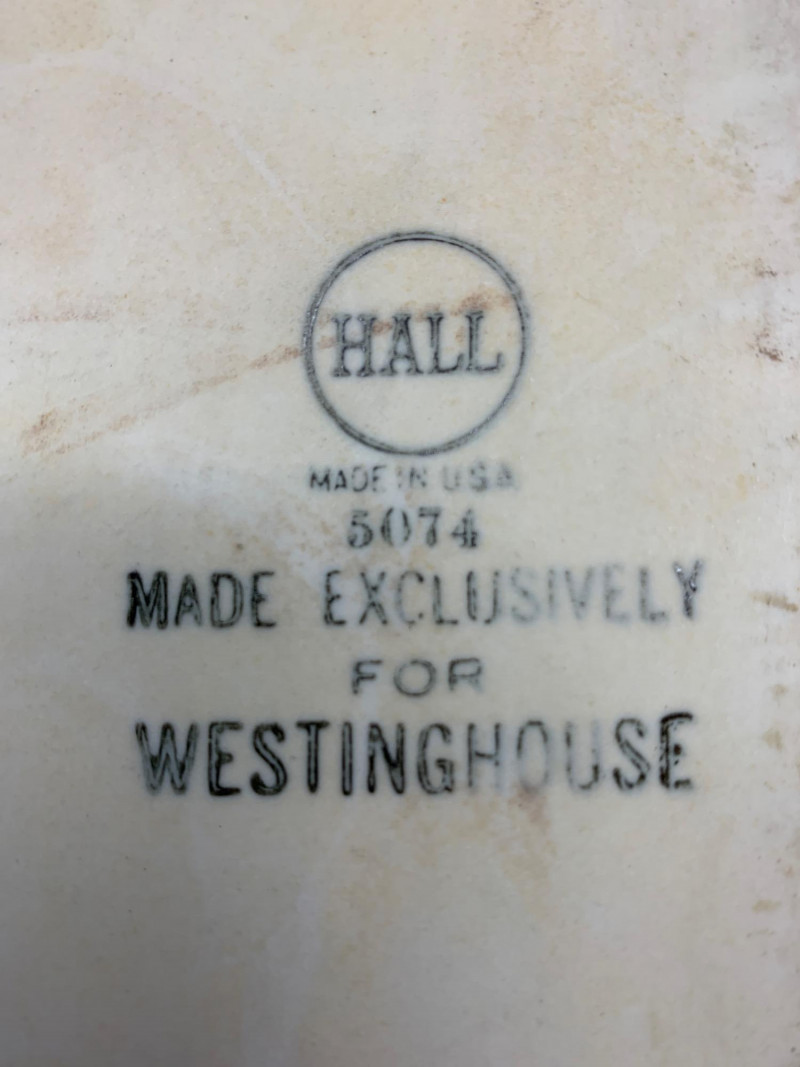 HALL
MADE IN USA
5074
MADE EXCLUSIVELY
FOR
WESTINGHOUSE